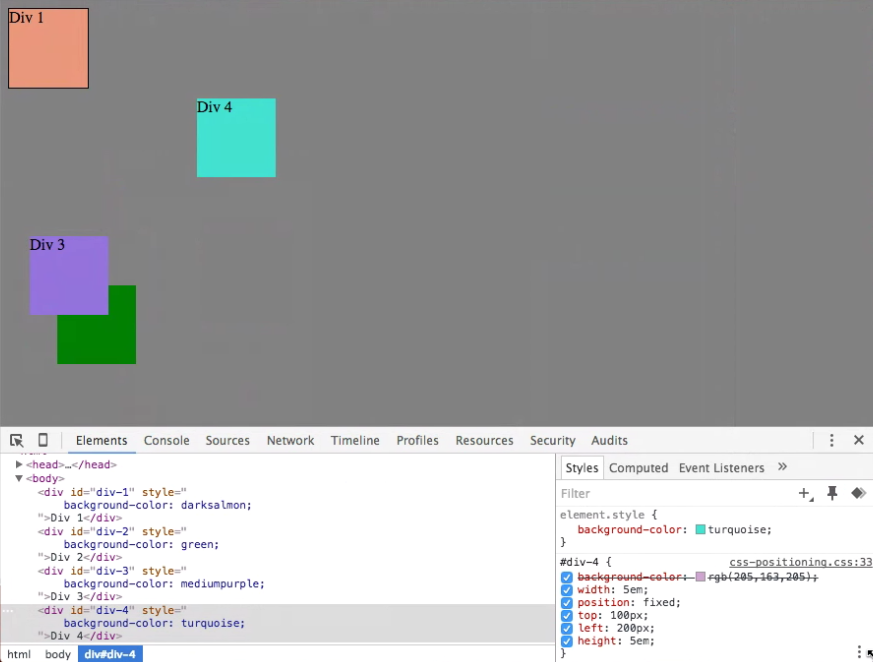 Div 1
Div 4
Div 3
Elements Console Sources Network Timeline Profiles Resources Security Audits
<head>…</head>
<body>
<div id="div-1" style="
background-color: darksalmon;
">Div 1</div>
<div id="div-2" style="
background-color: green;
">Div 2</div>
<div id="div-3" style="
background-color: mediumpurple;
">Div 3</div>
<div id="div-4" style="
background-color: turquoise;
">Div 4</div>
html body div#div-4
Styles Computed Event Listeners »
Filter
element.style {
background-color: turquoise;
}
#div-4 { css-positioning.css:33
background-color: rgb(205,163,205);
width: 5em;
position: fixed;
top: 100px;
left: 200px;
height: 5em;
}